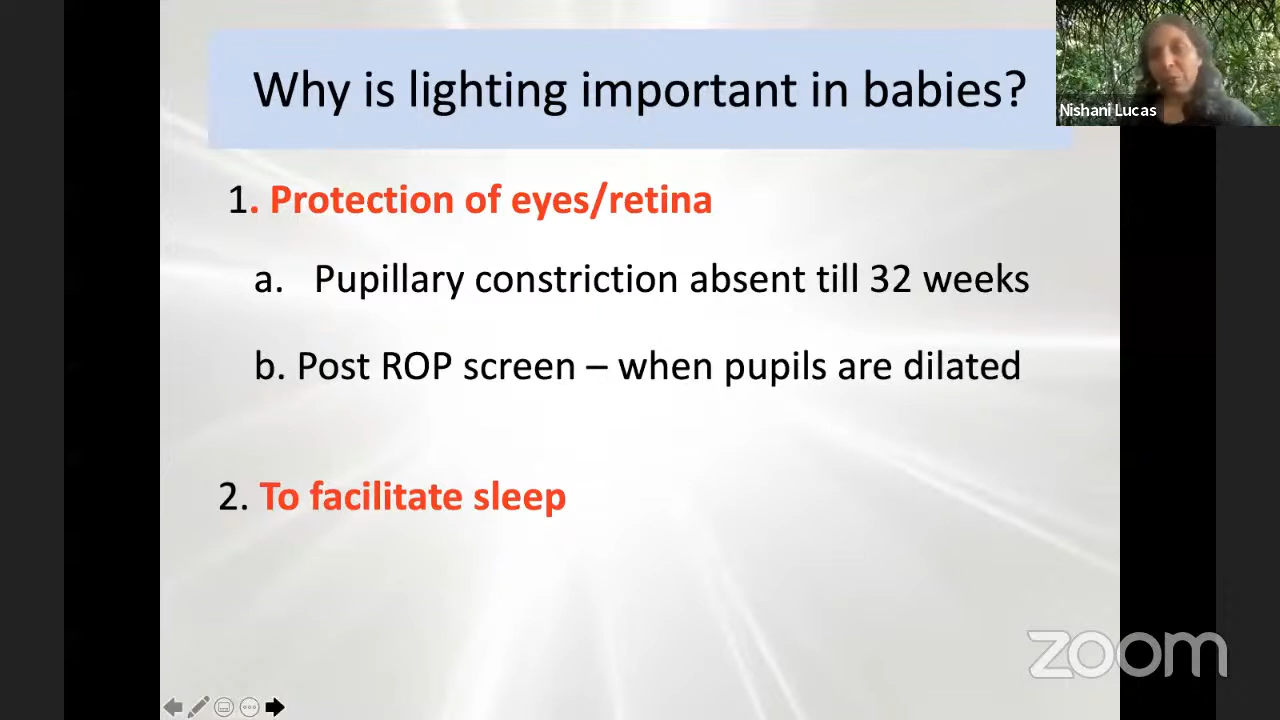 Why is lighting important in babies?
Nishani Lucas
1. Protection of eyes/retina
a. Pupillary constriction absent till 32 weeks
b. Post ROP screen – when pupils are dilated
2. To facilitate sleep
zoom